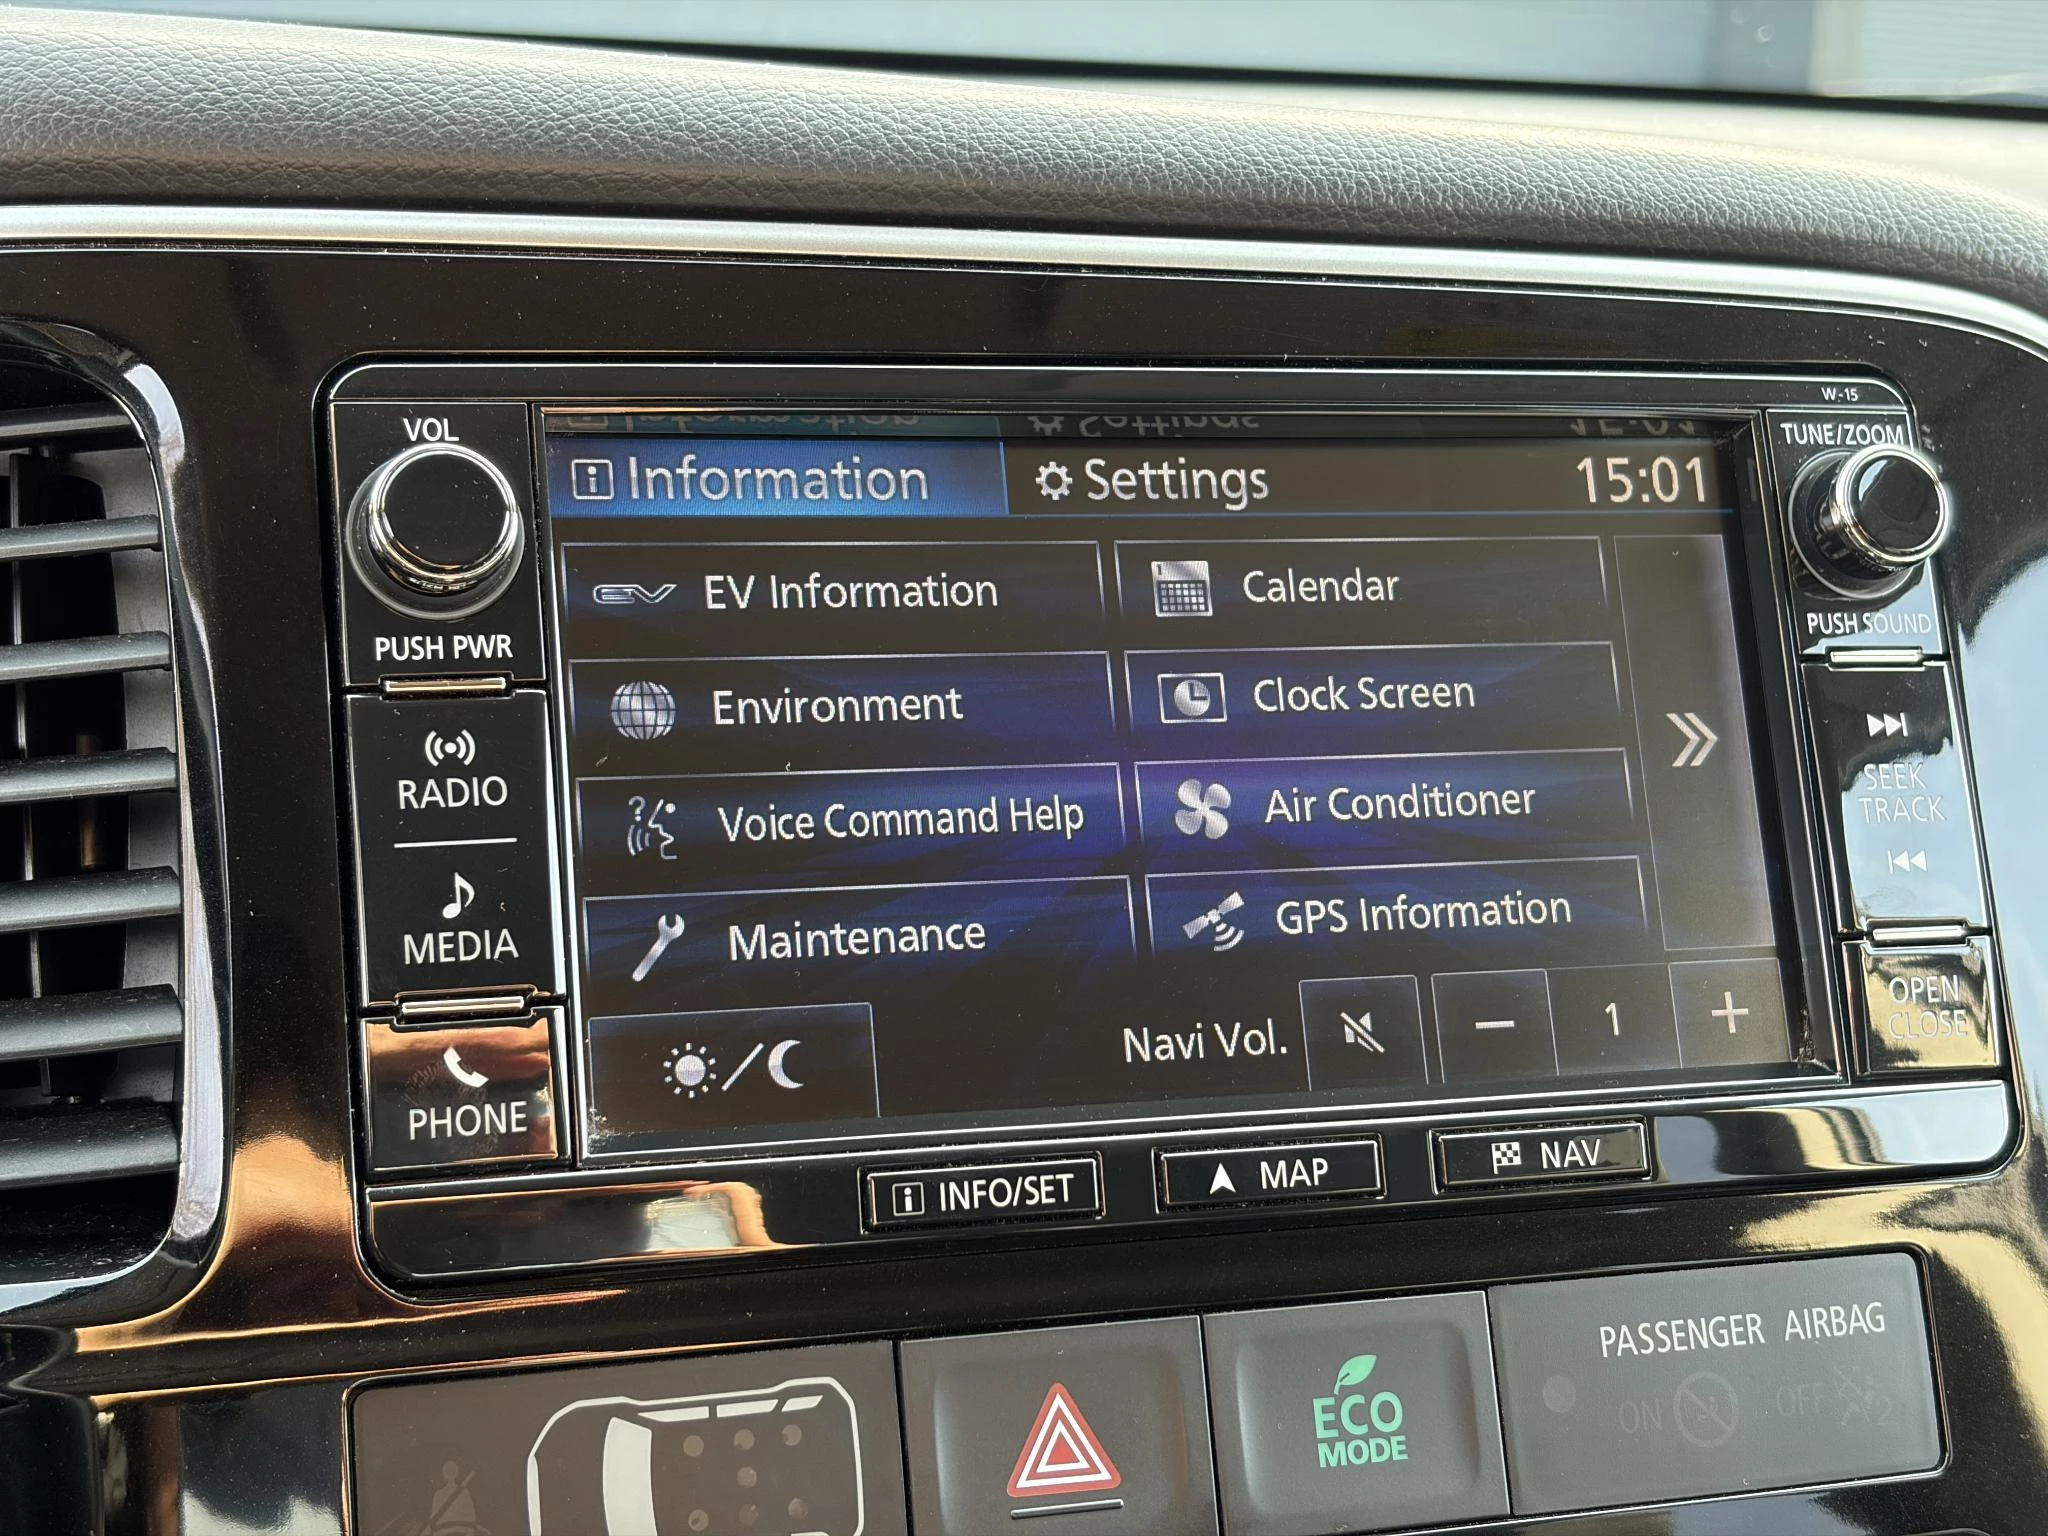 W-15
VOL
TUNE/ZOOM
Information
Settings
15:01
EV Information
Calendar
PUSH PWR
PUSH SOUND
Environment
Clock Screen
RADIO
SEEK
TRACK
Voice Command Help
Air Conditioner
MEDIA
Maintenance
GPS Information
OPEN
CLOSE
Navi Vol.
1
PHONE
INFO/SET
MAP
NAV
PASSENGER AIRBAG
ON
OFF
2
ECO
MODE